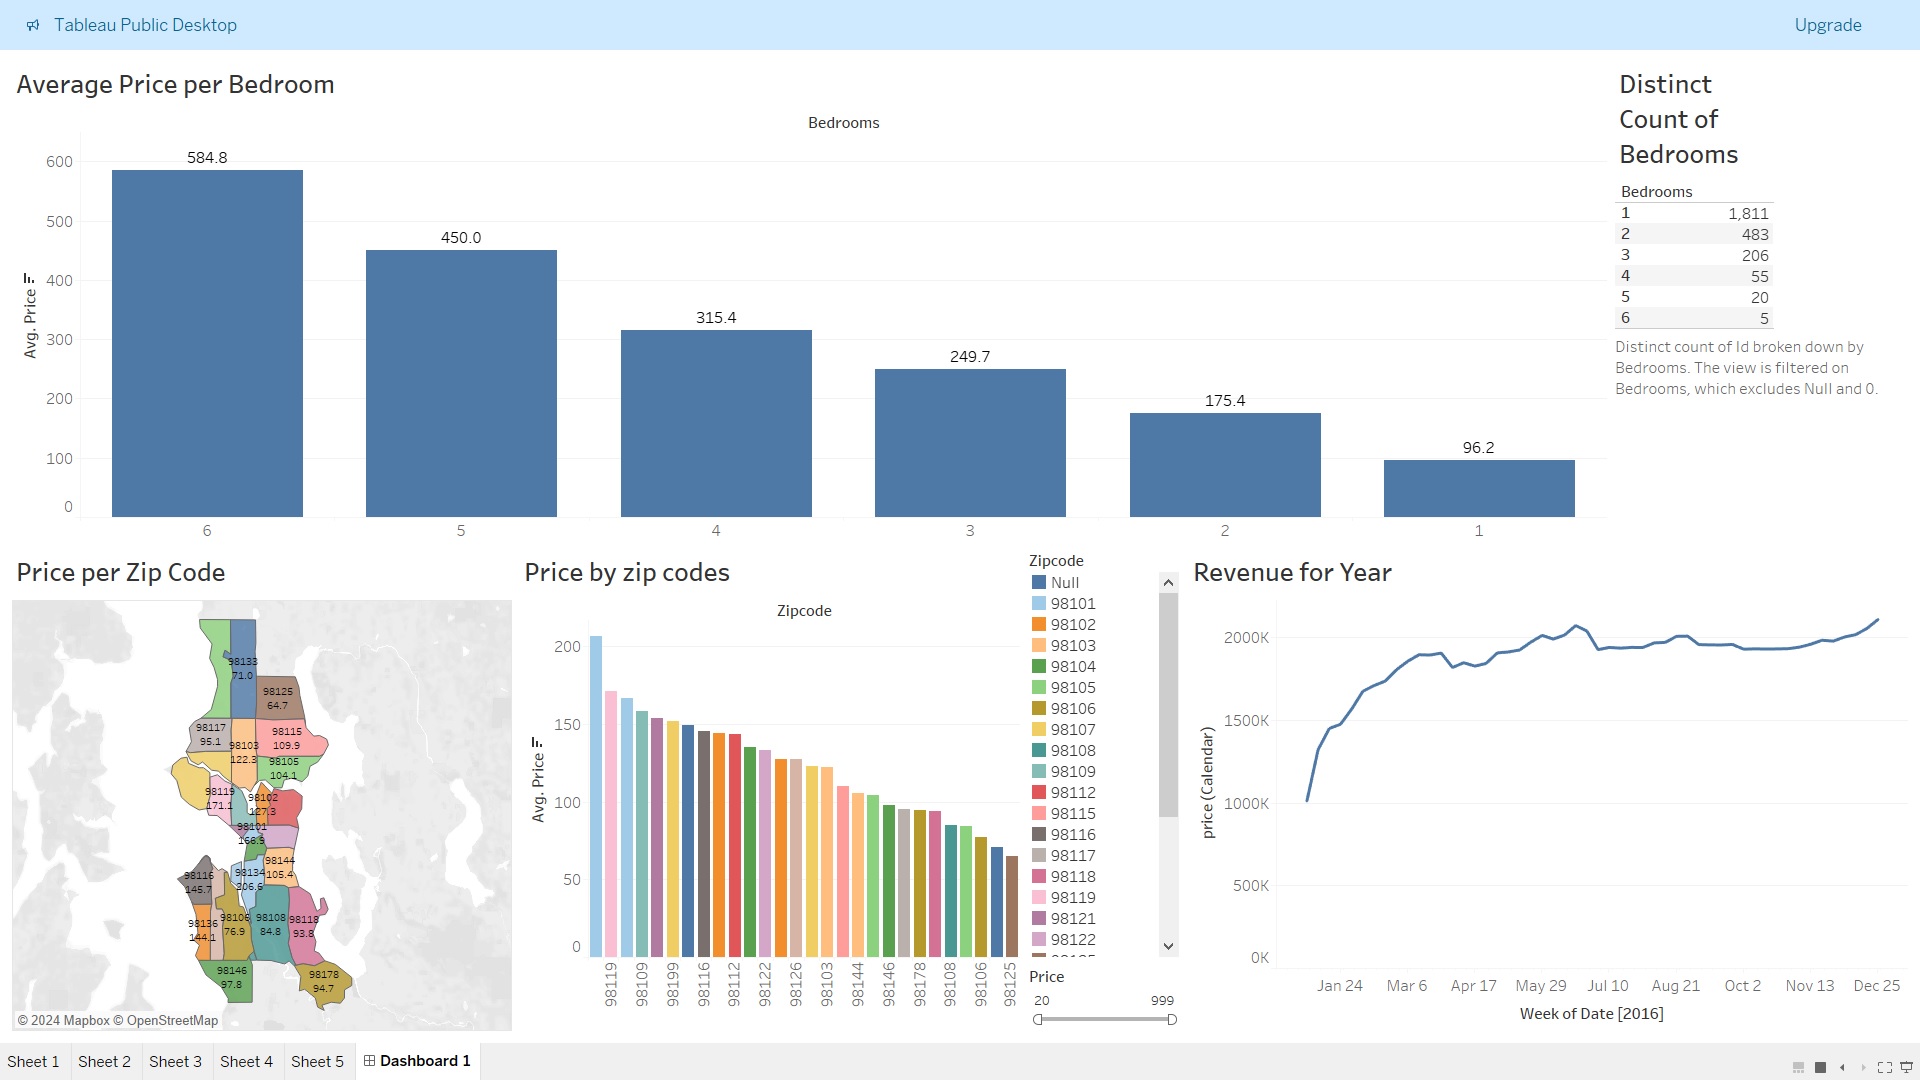 Tableau Public Desktop
Upgrade
Average Price per Bedroom
Bedrooms
Avg. Price
600
500
400
300
200
100
0
584.8
450.0
315.4
249.7
175.4
96.2
6
5
4
3
2
1
Distinct
Count of
Bedrooms
Bedrooms
1 1,811
2 483
3 206
4 55
5 20
6 5
Distinct count of Id broken down by
Bedrooms. The view is filtered on
Bedrooms, which excludes Null and 0.
Price per Zip Code
98133
71.0
98125
64.7
98117
95.1
98103
122.3
98115
109.9
98105
104.1
98119
171.1
98102
127.3
98101
166.9
98144
105.4
98116
145.7
98134
206.6
98136
144.1
98106
76.9
98108
84.8
98118
93.8
98146
97.8
98178
94.7
© 2024 Mapbox © OpenStreetMap
Price by zip codes
Zipcode
Avg. Price
200
150
100
50
0
98119
98109
98199
98116
98112
98122
98126
98103
98144
98146
98178
98108
98106
98125
Zipcode
Null
98101
98102
98103
98104
98105
98106
98107
98108
98109
98112
98115
98116
98117
98118
98119
98121
98122
Price
20 999
Revenue for Year
price (Calendar)
2000K
1500K
1000K
500K
0K
Jan 24
Mar 6
Apr 17
May 29
Jul 10
Aug 21
Oct 2
Nov 13
Dec 25
Week of Date [2016]
Sheet 1
Sheet 2
Sheet 3
Sheet 4
Sheet 5
Dashboard 1